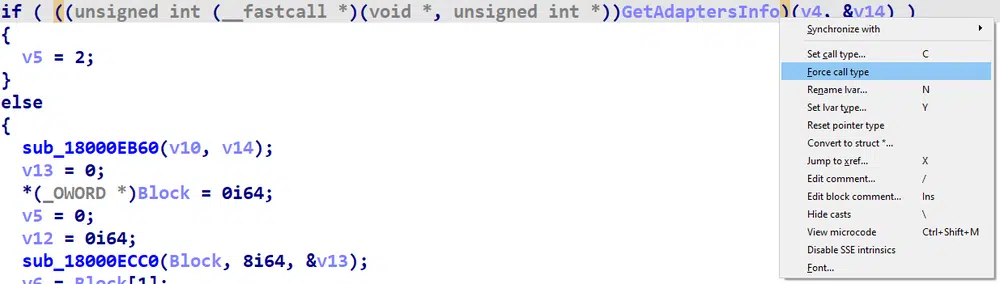 if ( ((unsigned int (__fastcall *)(void *, unsigned int *))GetAdaptersInfo)(v4, &v14) )
{
v5 = 2;
}
else
{
sub_18000EB60(v10, v14);
v13 = 0;
*(_OWORD *)Block = 0i64;
v5 = 0;
v12 = 0i64;
sub_18000ECC0(Block, 8i64, &v13);
v6 = Block[1];
Synchronize with
Set call type... C
Force call type
Rename lvar... N
Set lvar type... Y
Reset pointer type
Convert to struct *...
Jump to xref... X
Edit comment... /
Edit block comment... Ins
Hide casts \
View microcode Ctrl+Shift+M
Disable SSE intrinsics
Font...